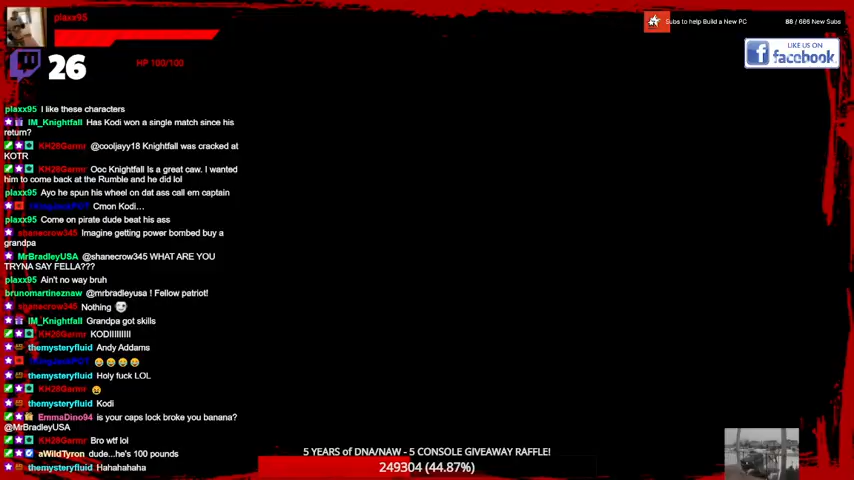 plaxx95
Subs to help Build a New PC
88 / 686 New Subs
LIKE US ON
facebook.
26
HP 100/100
plaxx95 I like these characters
IM_Knightfall Has Kodi won a single match since his
return?
KH28Garmr @cooljayy18 Knightfall was cracked at
KOTR
KH28Garmr Ooc Knightfall Is a great caw. I wanted
him to come back at the Rumble and he did lol
plaxx95 Ayo he spun his wheel on dat ass call em captain
Cmon Kodi…
plaxx95 Come on pirate dude beat his ass
shanecrow345 Imagine getting power bombed buy a
grandpa
MrBradleyUSA @shanecrow345 WHAT ARE YOU
TRYNA SAY FELLA???
plaxx95 Ain't no way bruh
brunomartineznaw @mrbradleyusa ! Fellow patriot!
shanecrow345 Nothing
IM_Knightfall Grandpa got skills
KH28Garmr KODIIIIIIIII
themysteryfluid Andy Addams
themysteryfluid Holy fuck LOL
KH28Garmr
themysteryfluid Kodi
EmmaDino94 is your caps lock broke you banana?
@MrBradleyUSA
KH28Garmr Bro wtf lol
aWildTyron dude...he's 100 pounds
themysteryfluid Hahahahaha
5 YEARS of DNA/NAW - 5 CONSOLE GIVEAWAY RAFFLE!
249304 (44.87%)